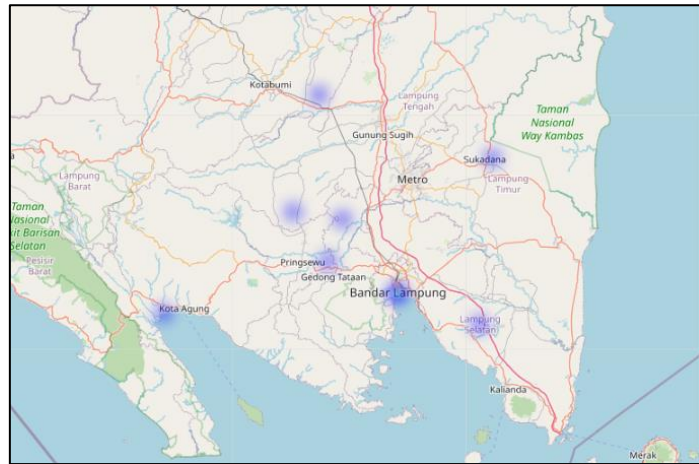 Kotabumi
Lampung
Tengah
Taman
Nasional
Way Kambas
Gunung Sugih
Sukadana
Lampung
Barat
Metro
Lampung
Timur
Taman
Nasional
Selatan
Pesisir
Barat
Pringsewu
Gedong Tataan
Bandar Lampung
Kota Agung
Lampung
Selatan
Kalianda
Merak